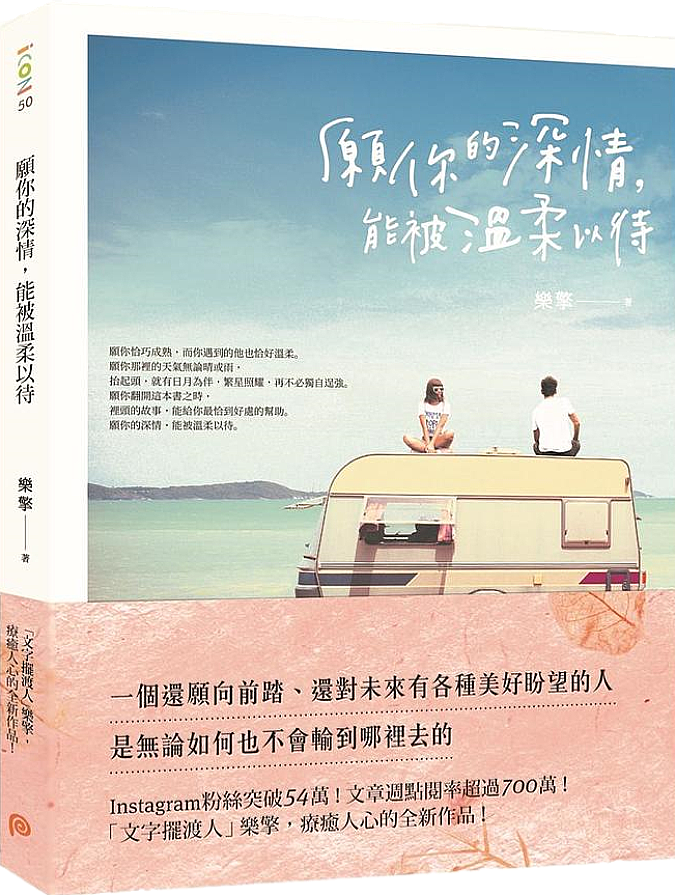 iCON
50
願你的深情，能被溫柔以待
樂擎——著
「文字擺渡人」樂擎，
療癒人心的全新作品！
願你的深情，
能被溫柔以待
樂擎——著
願你恰巧成熟，而你遇到的他也恰好溫柔。
願你那裡的天氣無論晴或雨，
抬起頭，就有日月為伴，繁星照耀，再不必獨自逞強。
願你翻開這本書之時，
裡頭的故事，能給你最恰到好處的幫助。
願你的深情，能被溫柔以待。
一個還願向前踏、還對未來有各種美好盼望的人
是無論如何也不會輸到哪裡去的
Instagram粉絲突破54萬！文章週點閱率超過700萬！
「文字擺渡人」樂擎，療癒人心的全新作品！